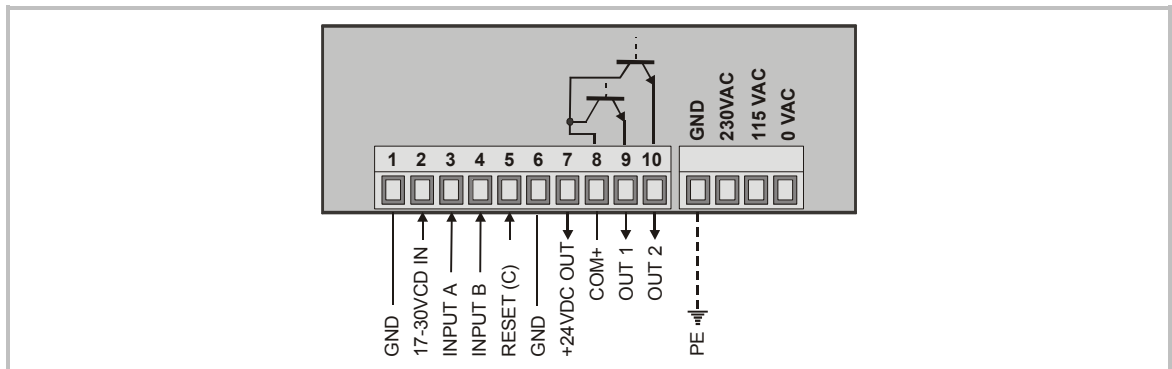 GND
230VAC
115 VAC
0 VAC
1 2 3 4 5 6 7 8 9 10
GND
17-30VCD IN
INPUT A
INPUT B
RESET (C)
GND
+24VDC OUT
COM+
OUT 1
OUT 2
PE